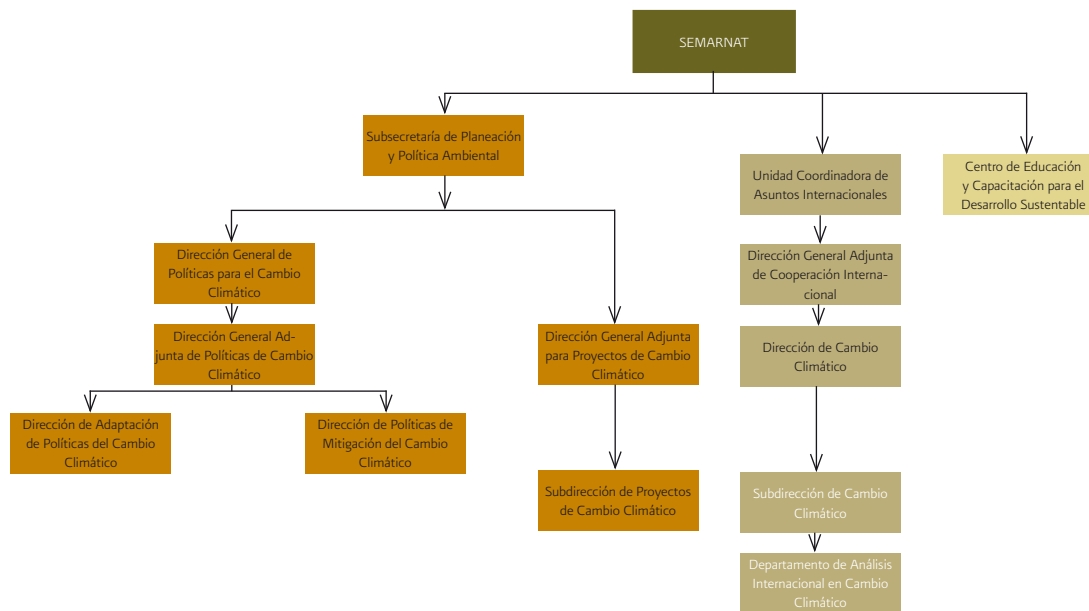 SEMARNAT
Subsecretaría de Planeación
y Política Ambiental
Unidad Coordinadora de
Asuntos Internacionales
Centro de Educación
y Capacitación para el
Desarrollo Sustentable
Dirección General de
Políticas para el Cambio
Climático
Dirección General Adjunta
de Cooperación Interna-
cional
Dirección General Ad-
junta de Políticas de Cambio
Climático
Dirección General Adjunta
para Proyectos de Cambio
Climático
Dirección de Cambio
Climático
Dirección de Adaptación
de Políticas del Cambio
Climático
Dirección de Políticas de
Mitigación del Cambio
Climático
Subdirección de Proyectos
de Cambio Climático
Subdirección de Cambio
Climático
Departamento de Análisis
Internacional en Cambio
Climático